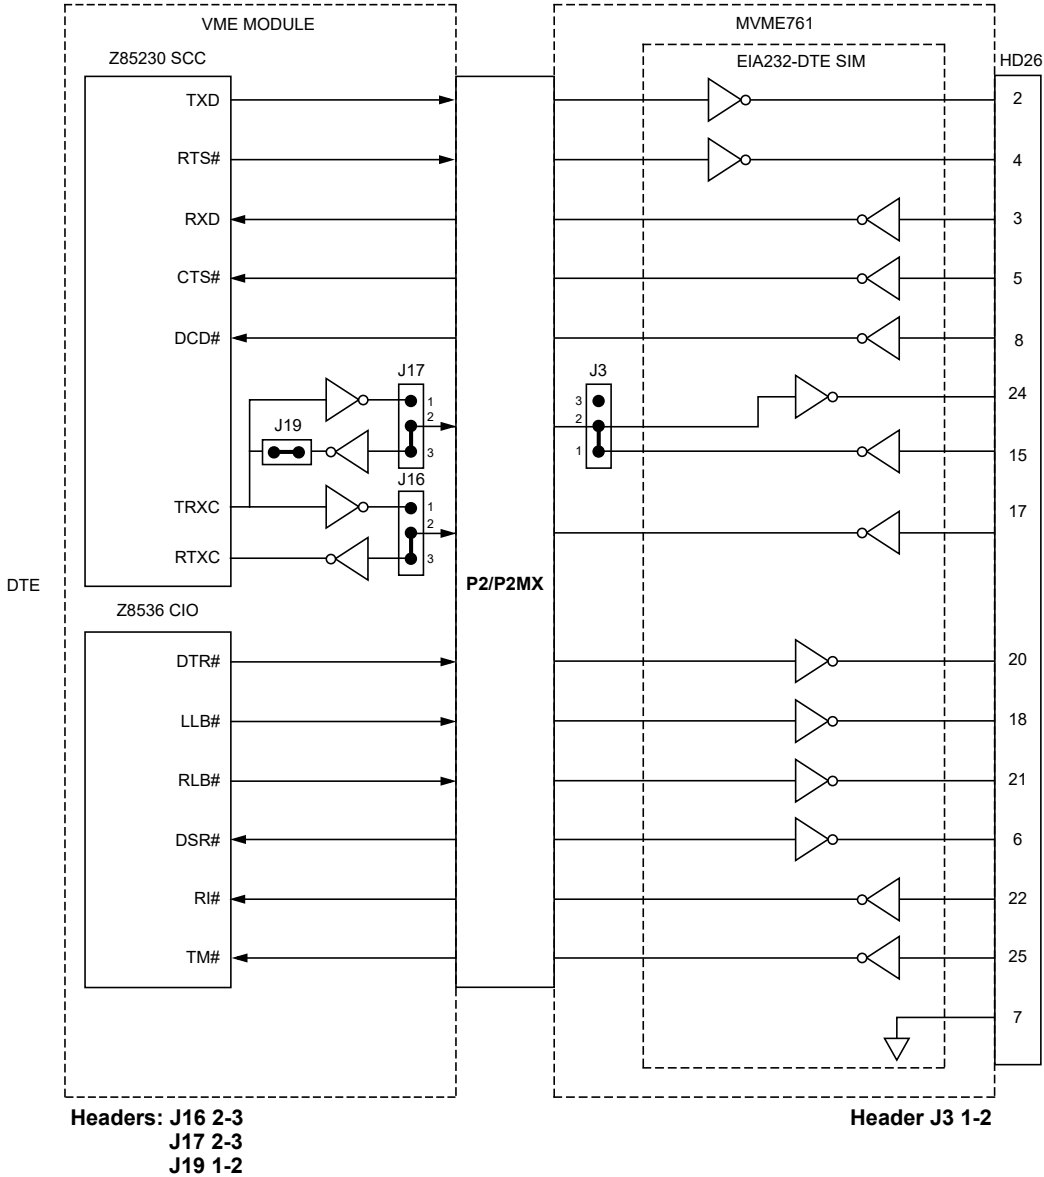 VME MODULE
MVME761
Z85230 SCC
EIA232-DTE SIM
HD26
TXD
2
RTS#
4
RXD
3
CTS#
5
DCD#
8
J17
J3
1
3
24
2
2
J19
3
1
15
J16
TRXC
1
17
2
RTXC
3
DTE
P2/P2MX
Z8536 CIO
DTR#
20
LLB#
18
RLB#
21
DSR#
6
RI#
22
TM#
25
7
Headers: J16 2-3
J17 2-3
J19 1-2
Header J3 1-2